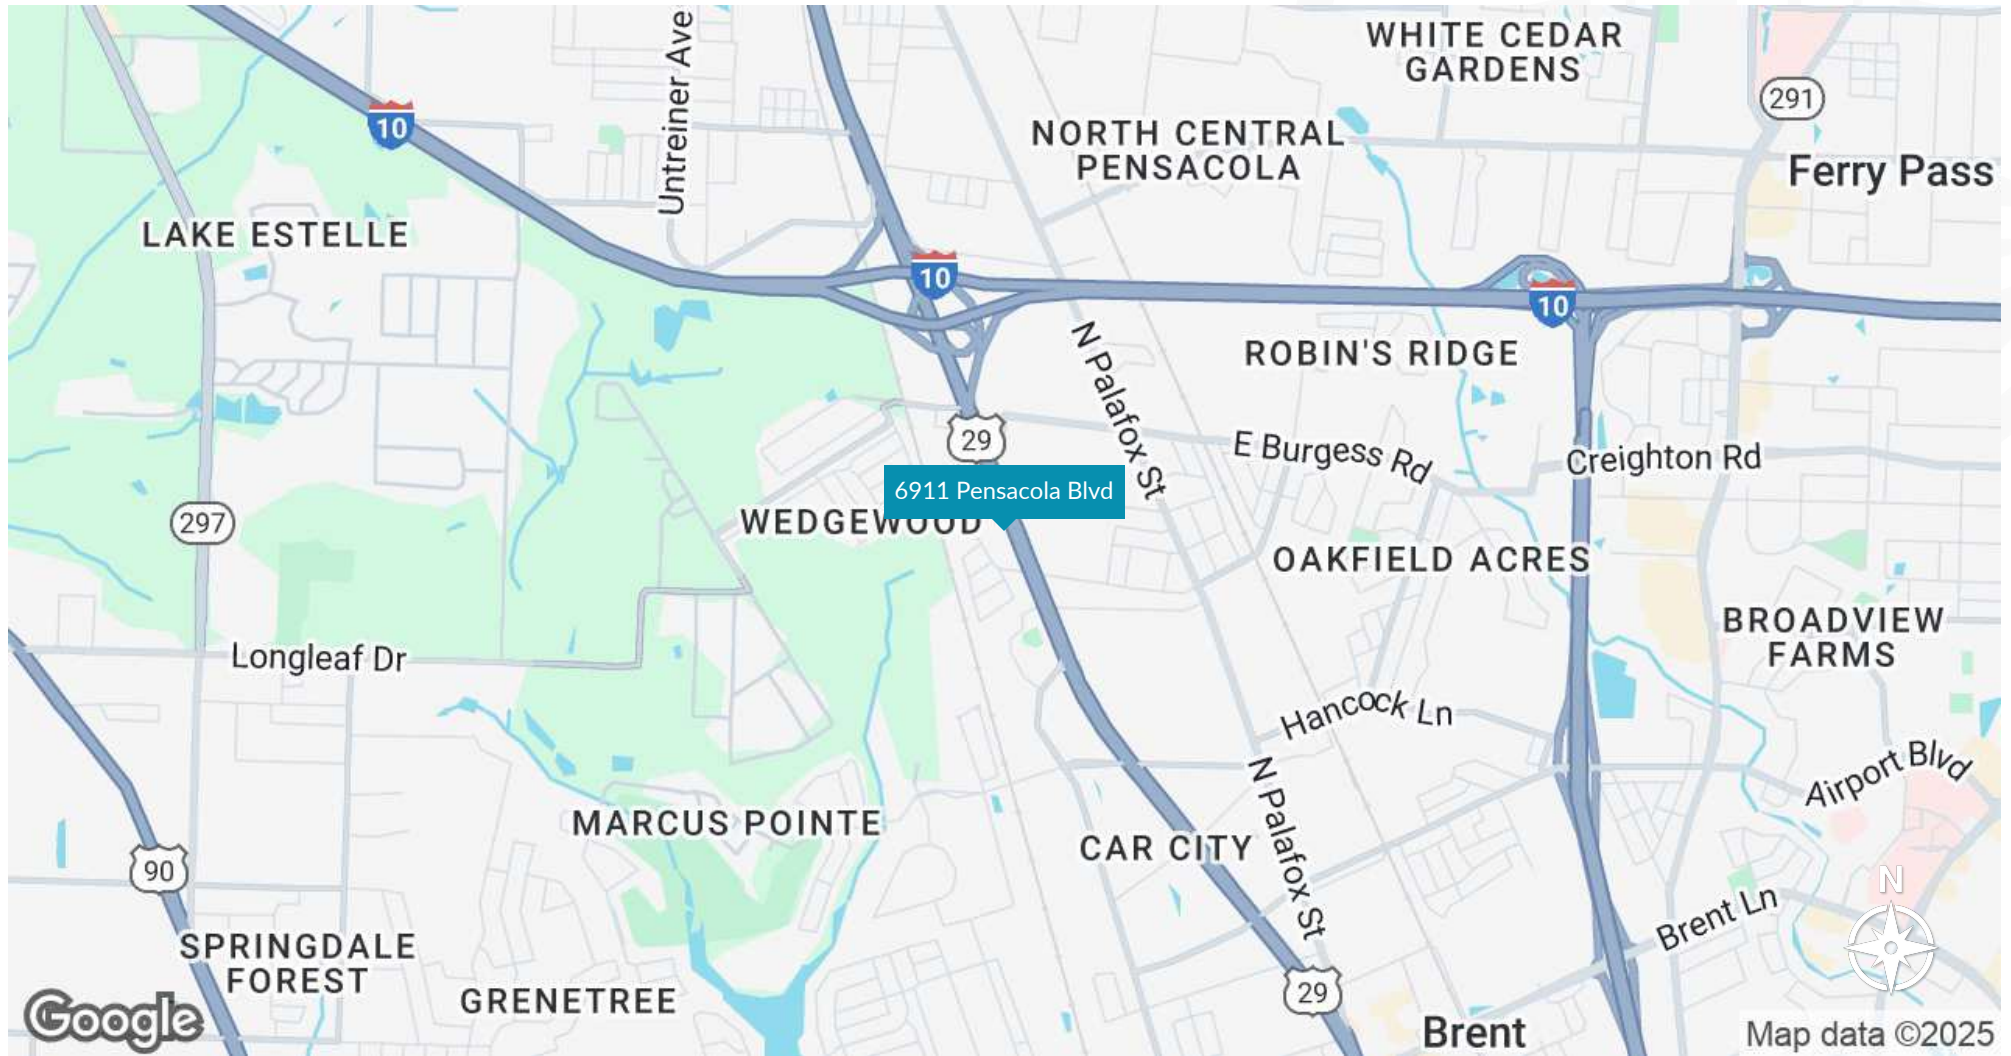 WHITE CEDAR
GARDENS
291
Untreiner Ave
10
NORTH CENTRAL
PENSACOLA
Ferry Pass
LAKE ESTELLE
10
10
N Palafox St
ROBIN'S RIDGE
29
E Burgess Rd
Creighton Rd
6911 Pensacola Blvd
297
WEDGEWOOD
OAKFIELD ACRES
BROADVIEW
FARMS
Longleaf Dr
Hancock Ln
Airport Blvd
MARCUS POINTE
CAR CITY
N Palafox St
90
N
Brent Ln
SPRINGDALE
FOREST
GRENETREE
29
Google
Brent
Map data ©2025